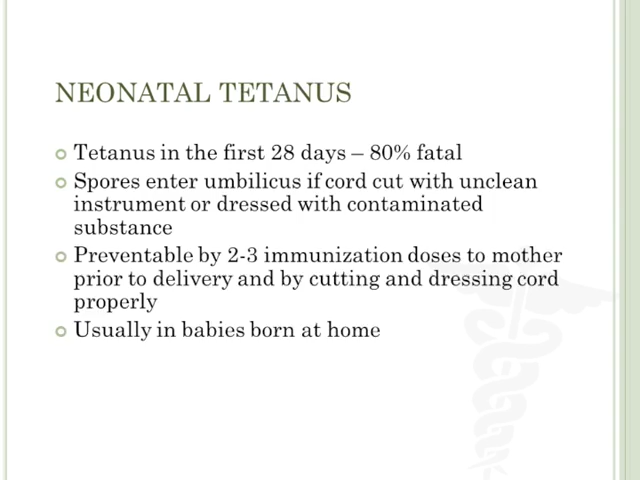 NEONATAL TETANUS
Tetanus in the first 28 days – 80% fatal
Spores enter umbilicus if cord cut with unclean
instrument or dressed with contaminated
substance
Preventable by 2-3 immunization doses to mother
prior to delivery and by cutting and dressing cord
properly
Usually in babies born at home